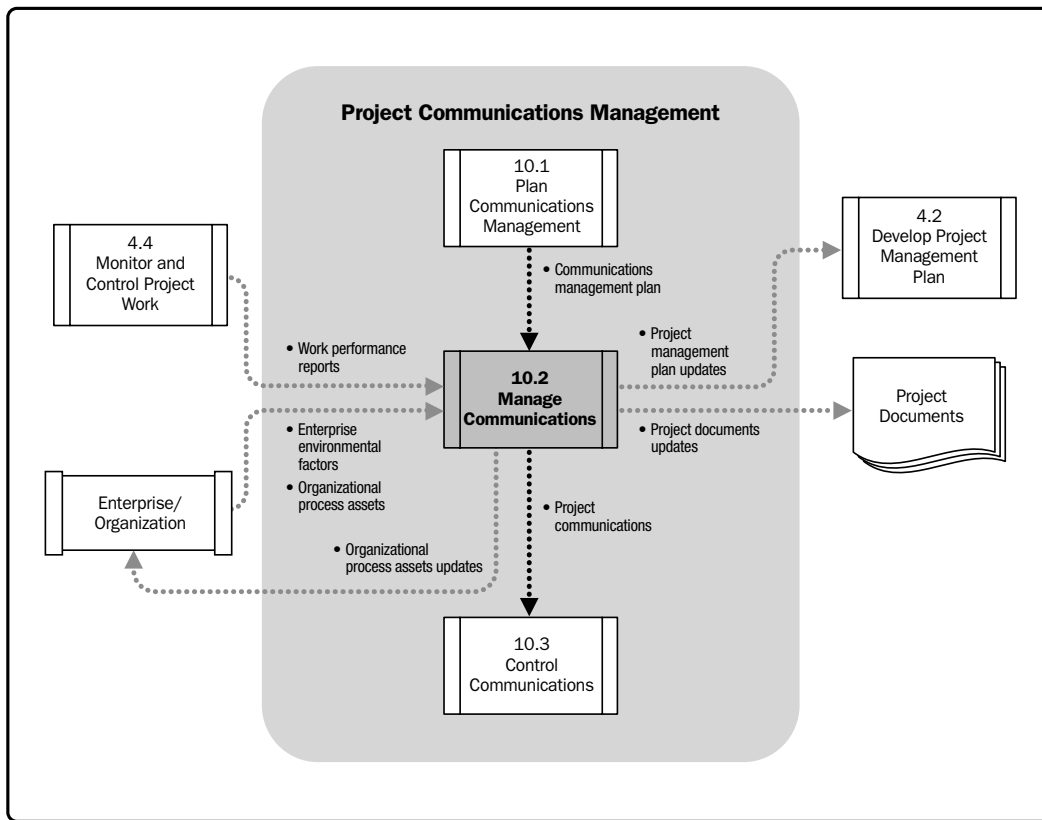 Project Communications Management
10.1
Plan
Communications
Management
4.4
Monitor and
Control Project
Work
4.2
Develop Project
Management
Plan
• Communications
management plan
• Work performance
reports
• Project
management
plan updates
10.2
Manage
Communications
Project
Documents
• Enterprise
environmental
factors
• Organizational
process assets
• Project documents
updates
Enterprise/
Organization
• Project
communications
• Organizational
process assets updates
10.3
Control
Communications